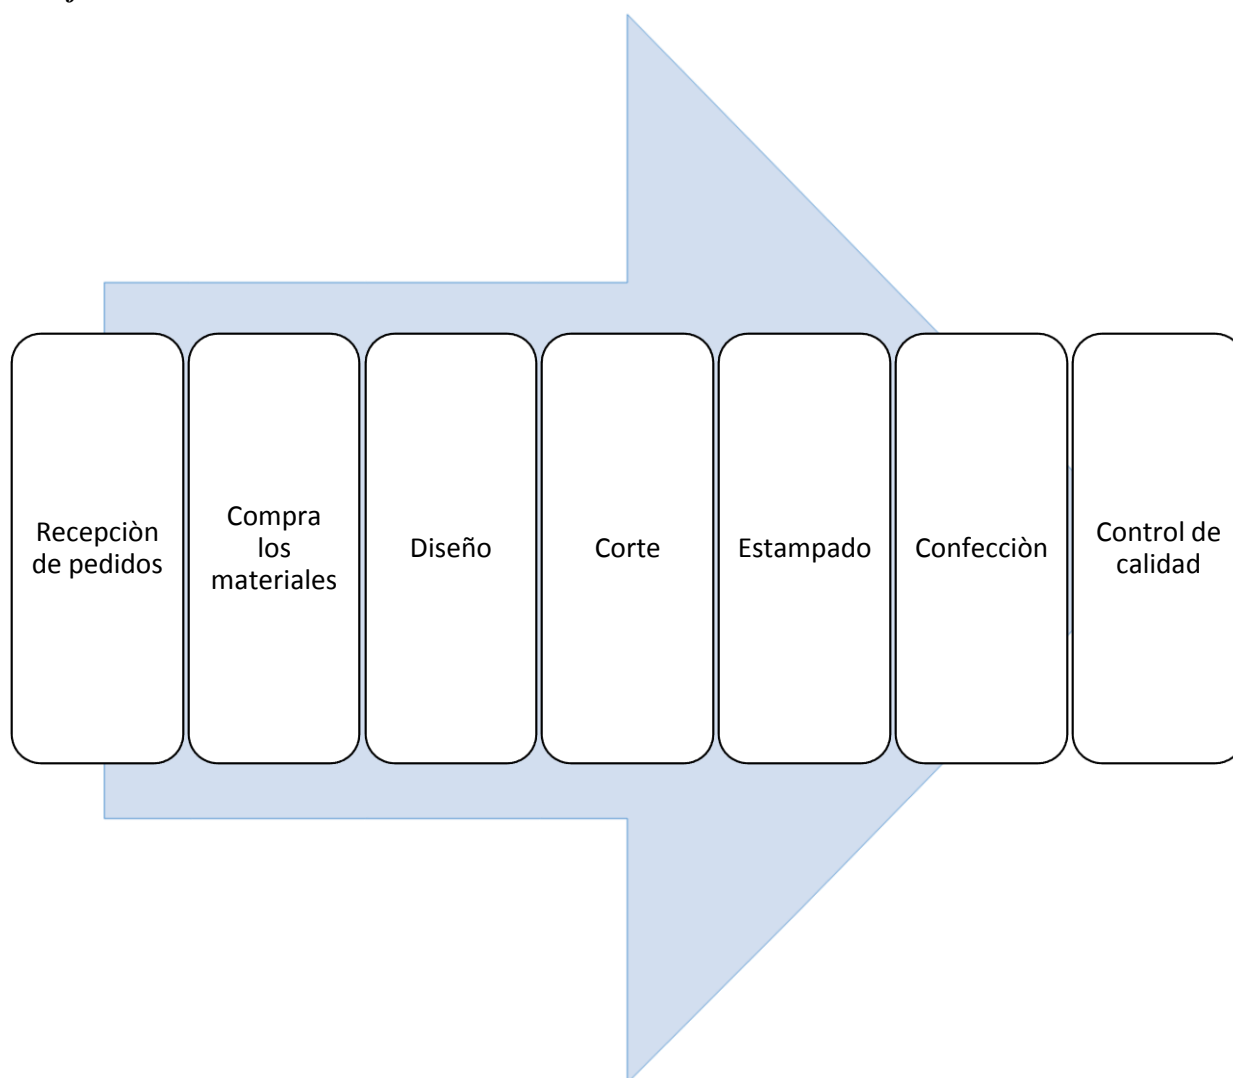 Recepciòn
de pedidos
Compra
los
materiales
Diseño
Corte
Estampado
Confecciòn
Control de
calidad